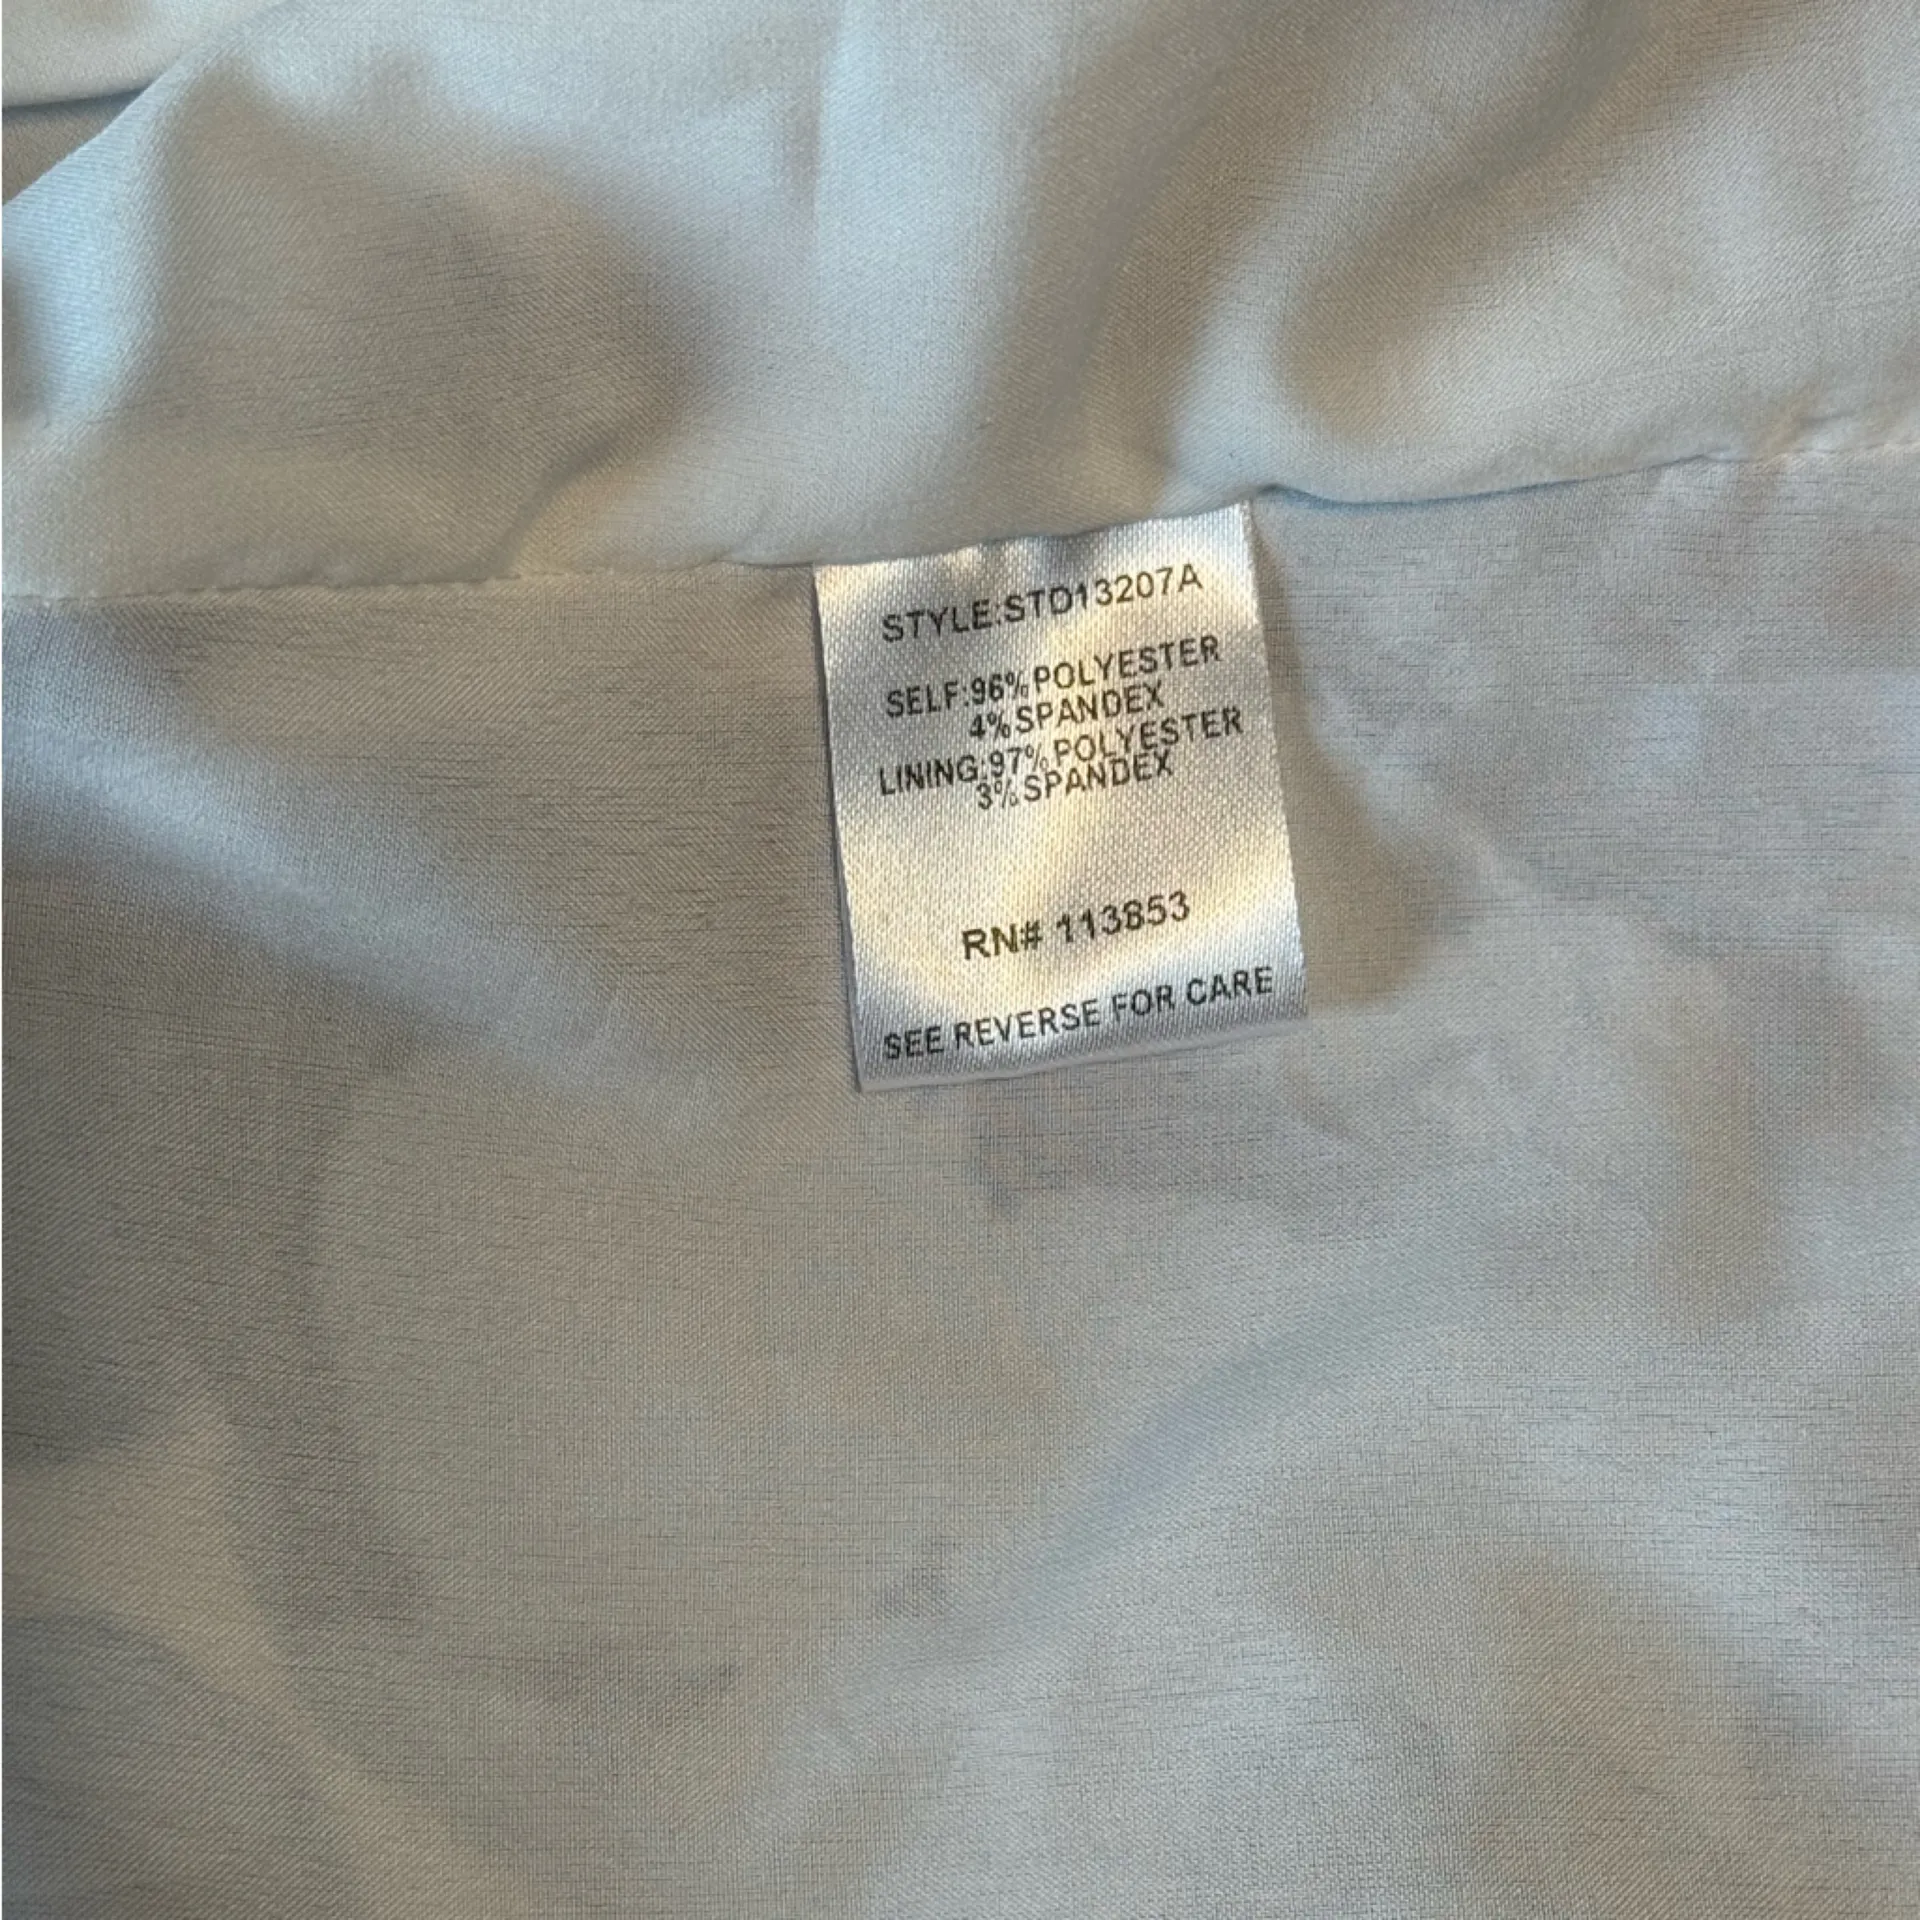 STYLE:STD13207A
SELF:96% POLYESTER
4% SPANDEX
LINING:97% POLYESTER
3% SPANDEX
RN# 113853
SEE REVERSE FOR CARE